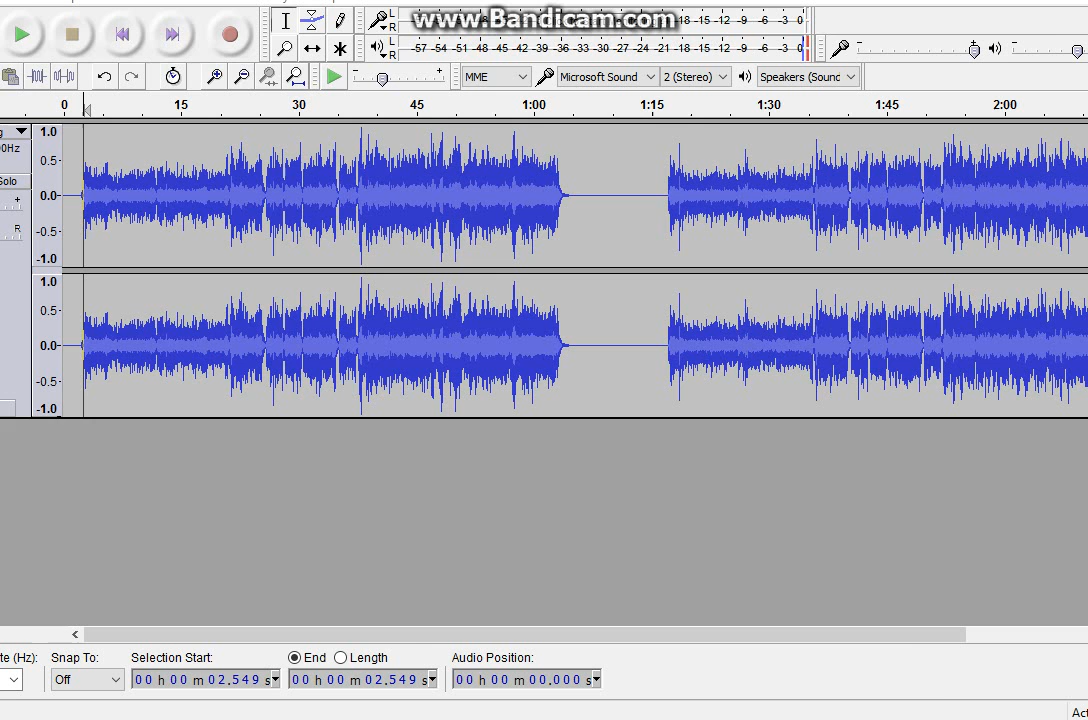 www.Bandicam.com
R -18 -15 -12 -9 -6 -3 0
L
R -57 -54 -51 -48 -45 -42 -39 -36 -33 -30 -27 -24 -21 -18 -15 -12 -9 -6 -3 0
MME Microsoft Sound 2 (Stereo) Speakers (Sound
0 15 30 45 1:00 1:15 1:30 1:45 2:00
g 1.0
00Hz 0.5
Solo
+ 0.0
R -0.5
-1.0
1.0
0.5
0.0
-0.5
-1.0
te (Hz): Snap To: Selection Start: End Length Audio Position:
Off 00 h 00 m 02.549 s 00 h 00 m 02.549 s 00 h 00 m 00.000 s
Act